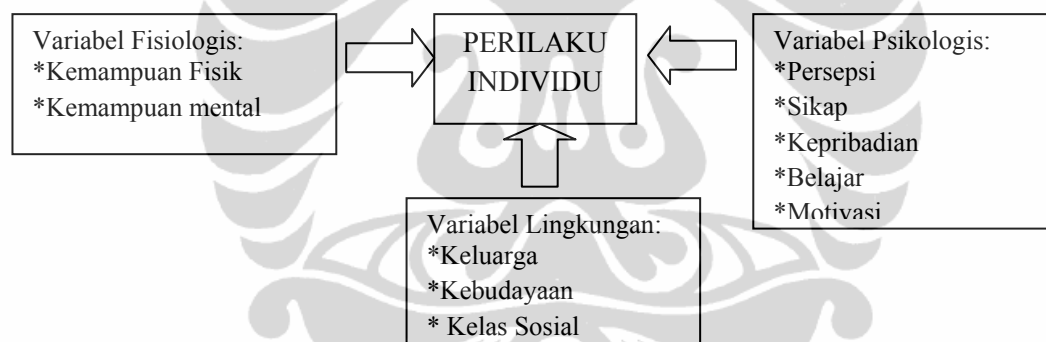 Variabel Fisiologis:
*Kemampuan Fisik
*Kemampuan mental
PERILAKU
INDIVIDU
Variabel Psikologis:
*Persepsi
*Sikap
*Kepribadian
*Belajar
*Motivasi
Variabel Lingkungan:
*Keluarga
*Kebudayaan
* Kelas Sosial